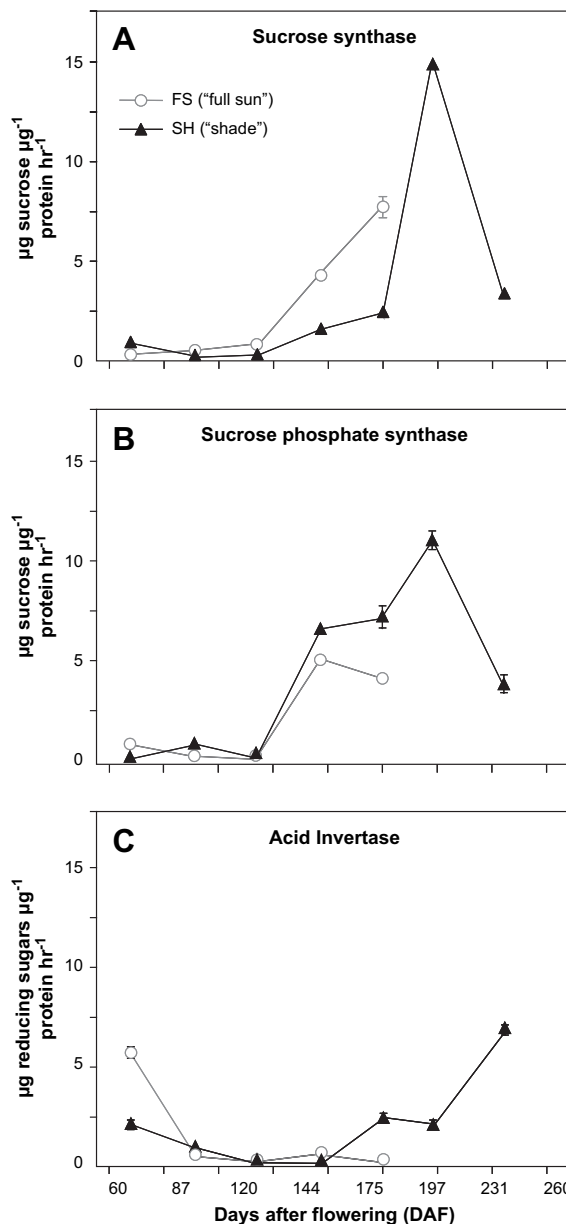 A
Sucrose synthase
15
10
5
0
FS (“full sun”)
SH (“shade”)
µg sucrose µg-1
protein hr-1
B
Sucrose phosphate synthase
15
10
5
0
µg sucrose µg-1
protein hr-1
C
Acid Invertase
15
10
5
0
µg reducing sugars µg-1
protein hr-1
60 87 120 144 175 197 231 260
Days after flowering (DAF)